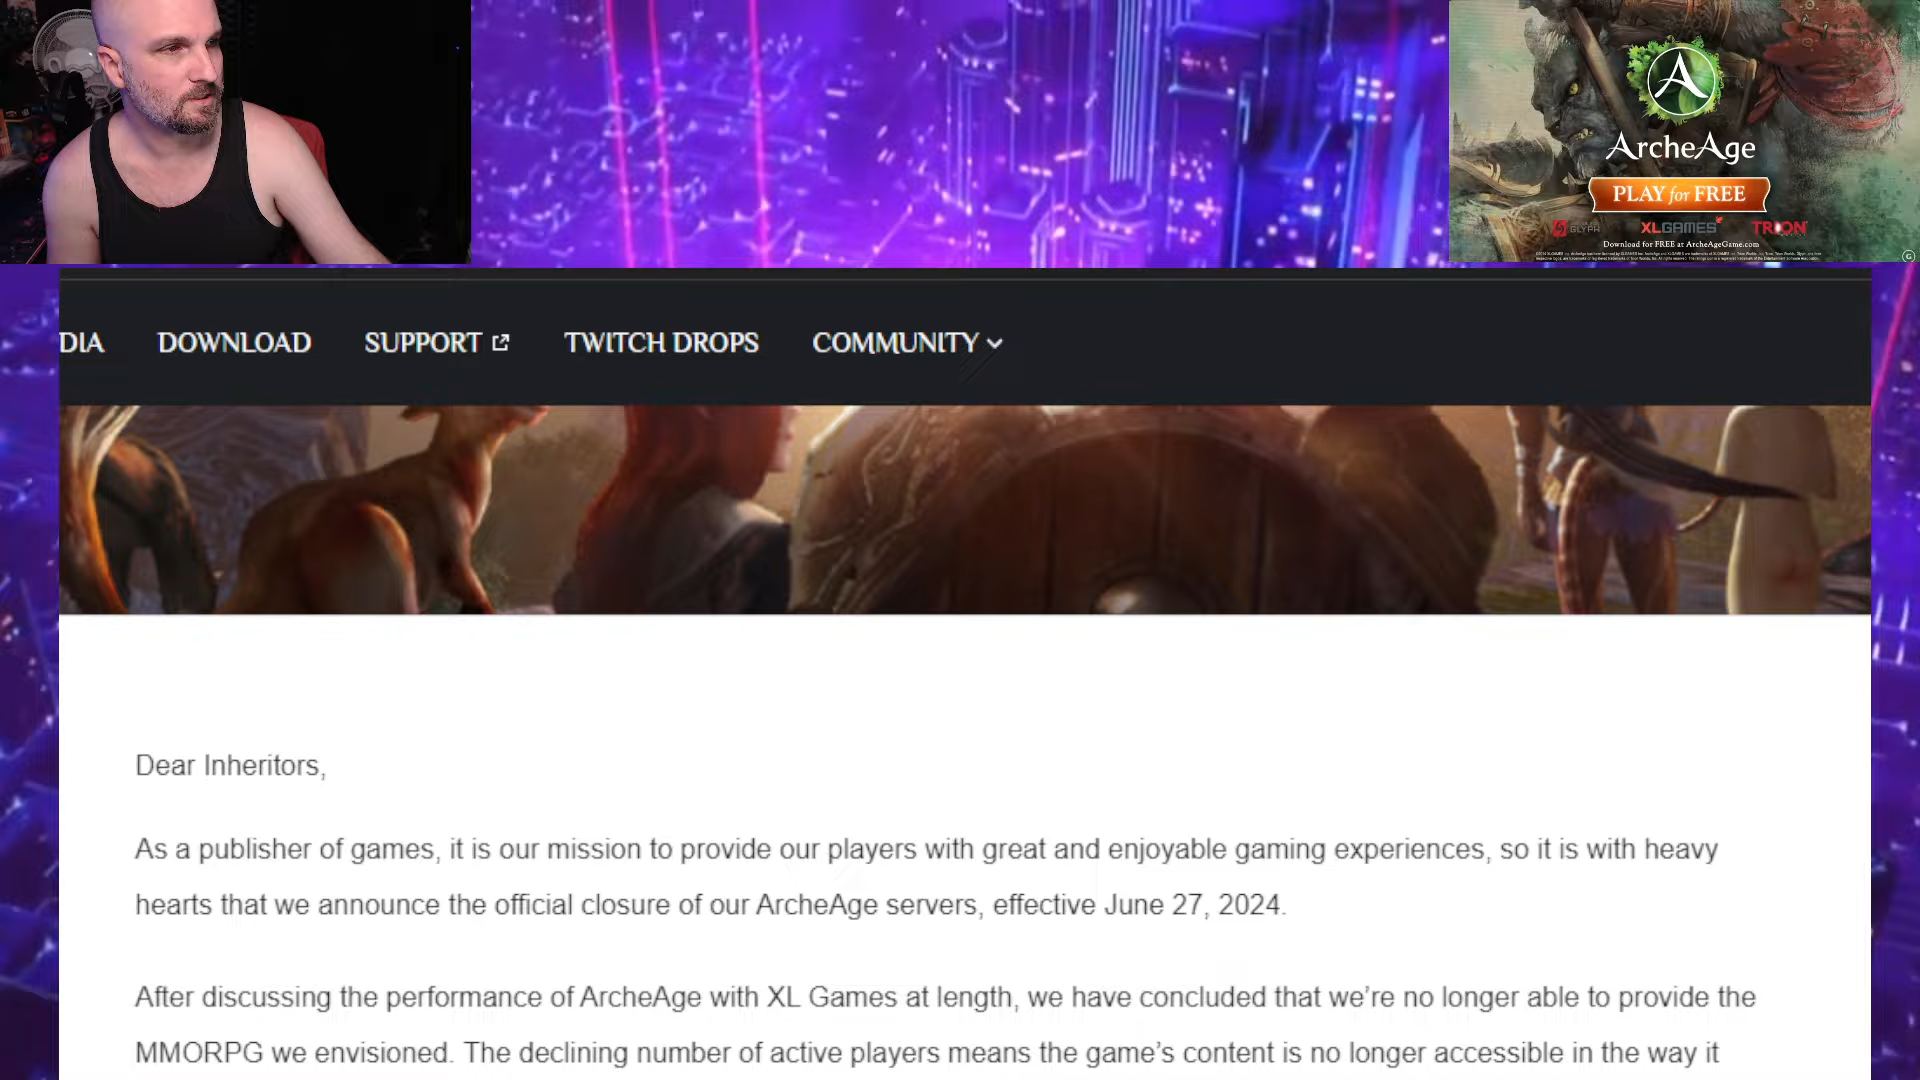 ArcheAge
PLAY for FREE
GLYPH XLGAMES TRION
Download for FREE at ArcheAgeGame.com
DIA DOWNLOAD SUPPORT TWITCH DROPS COMMUNITY
Dear Inheritors,
As a publisher of games, it is our mission to provide our players with great and enjoyable gaming experiences, so it is with heavy
hearts that we announce the official closure of our ArcheAge servers, effective June 27, 2024.
After discussing the performance of ArcheAge with XL Games at length, we have concluded that we’re no longer able to provide the
MMORPG we envisioned. The declining number of active players means the game’s content is no longer accessible in the way it